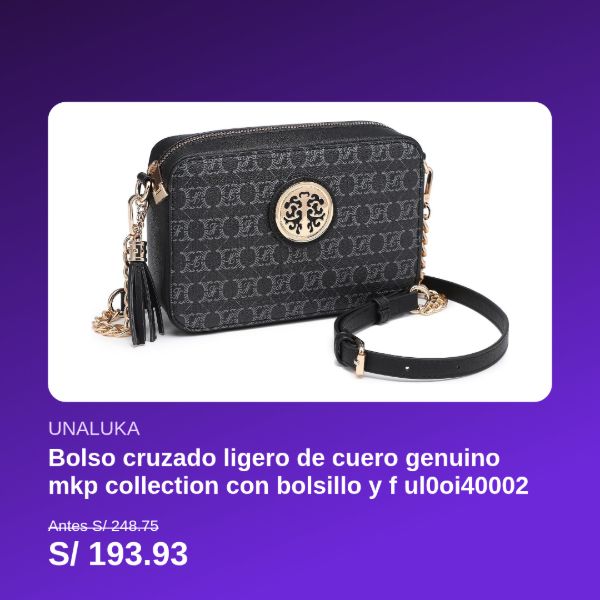 UNALUKA
Bolso cruzado ligero de cuero genuino
mkp collection con bolsillo y f ul0oi40002
Antes S/ 248.75
S/ 193.93